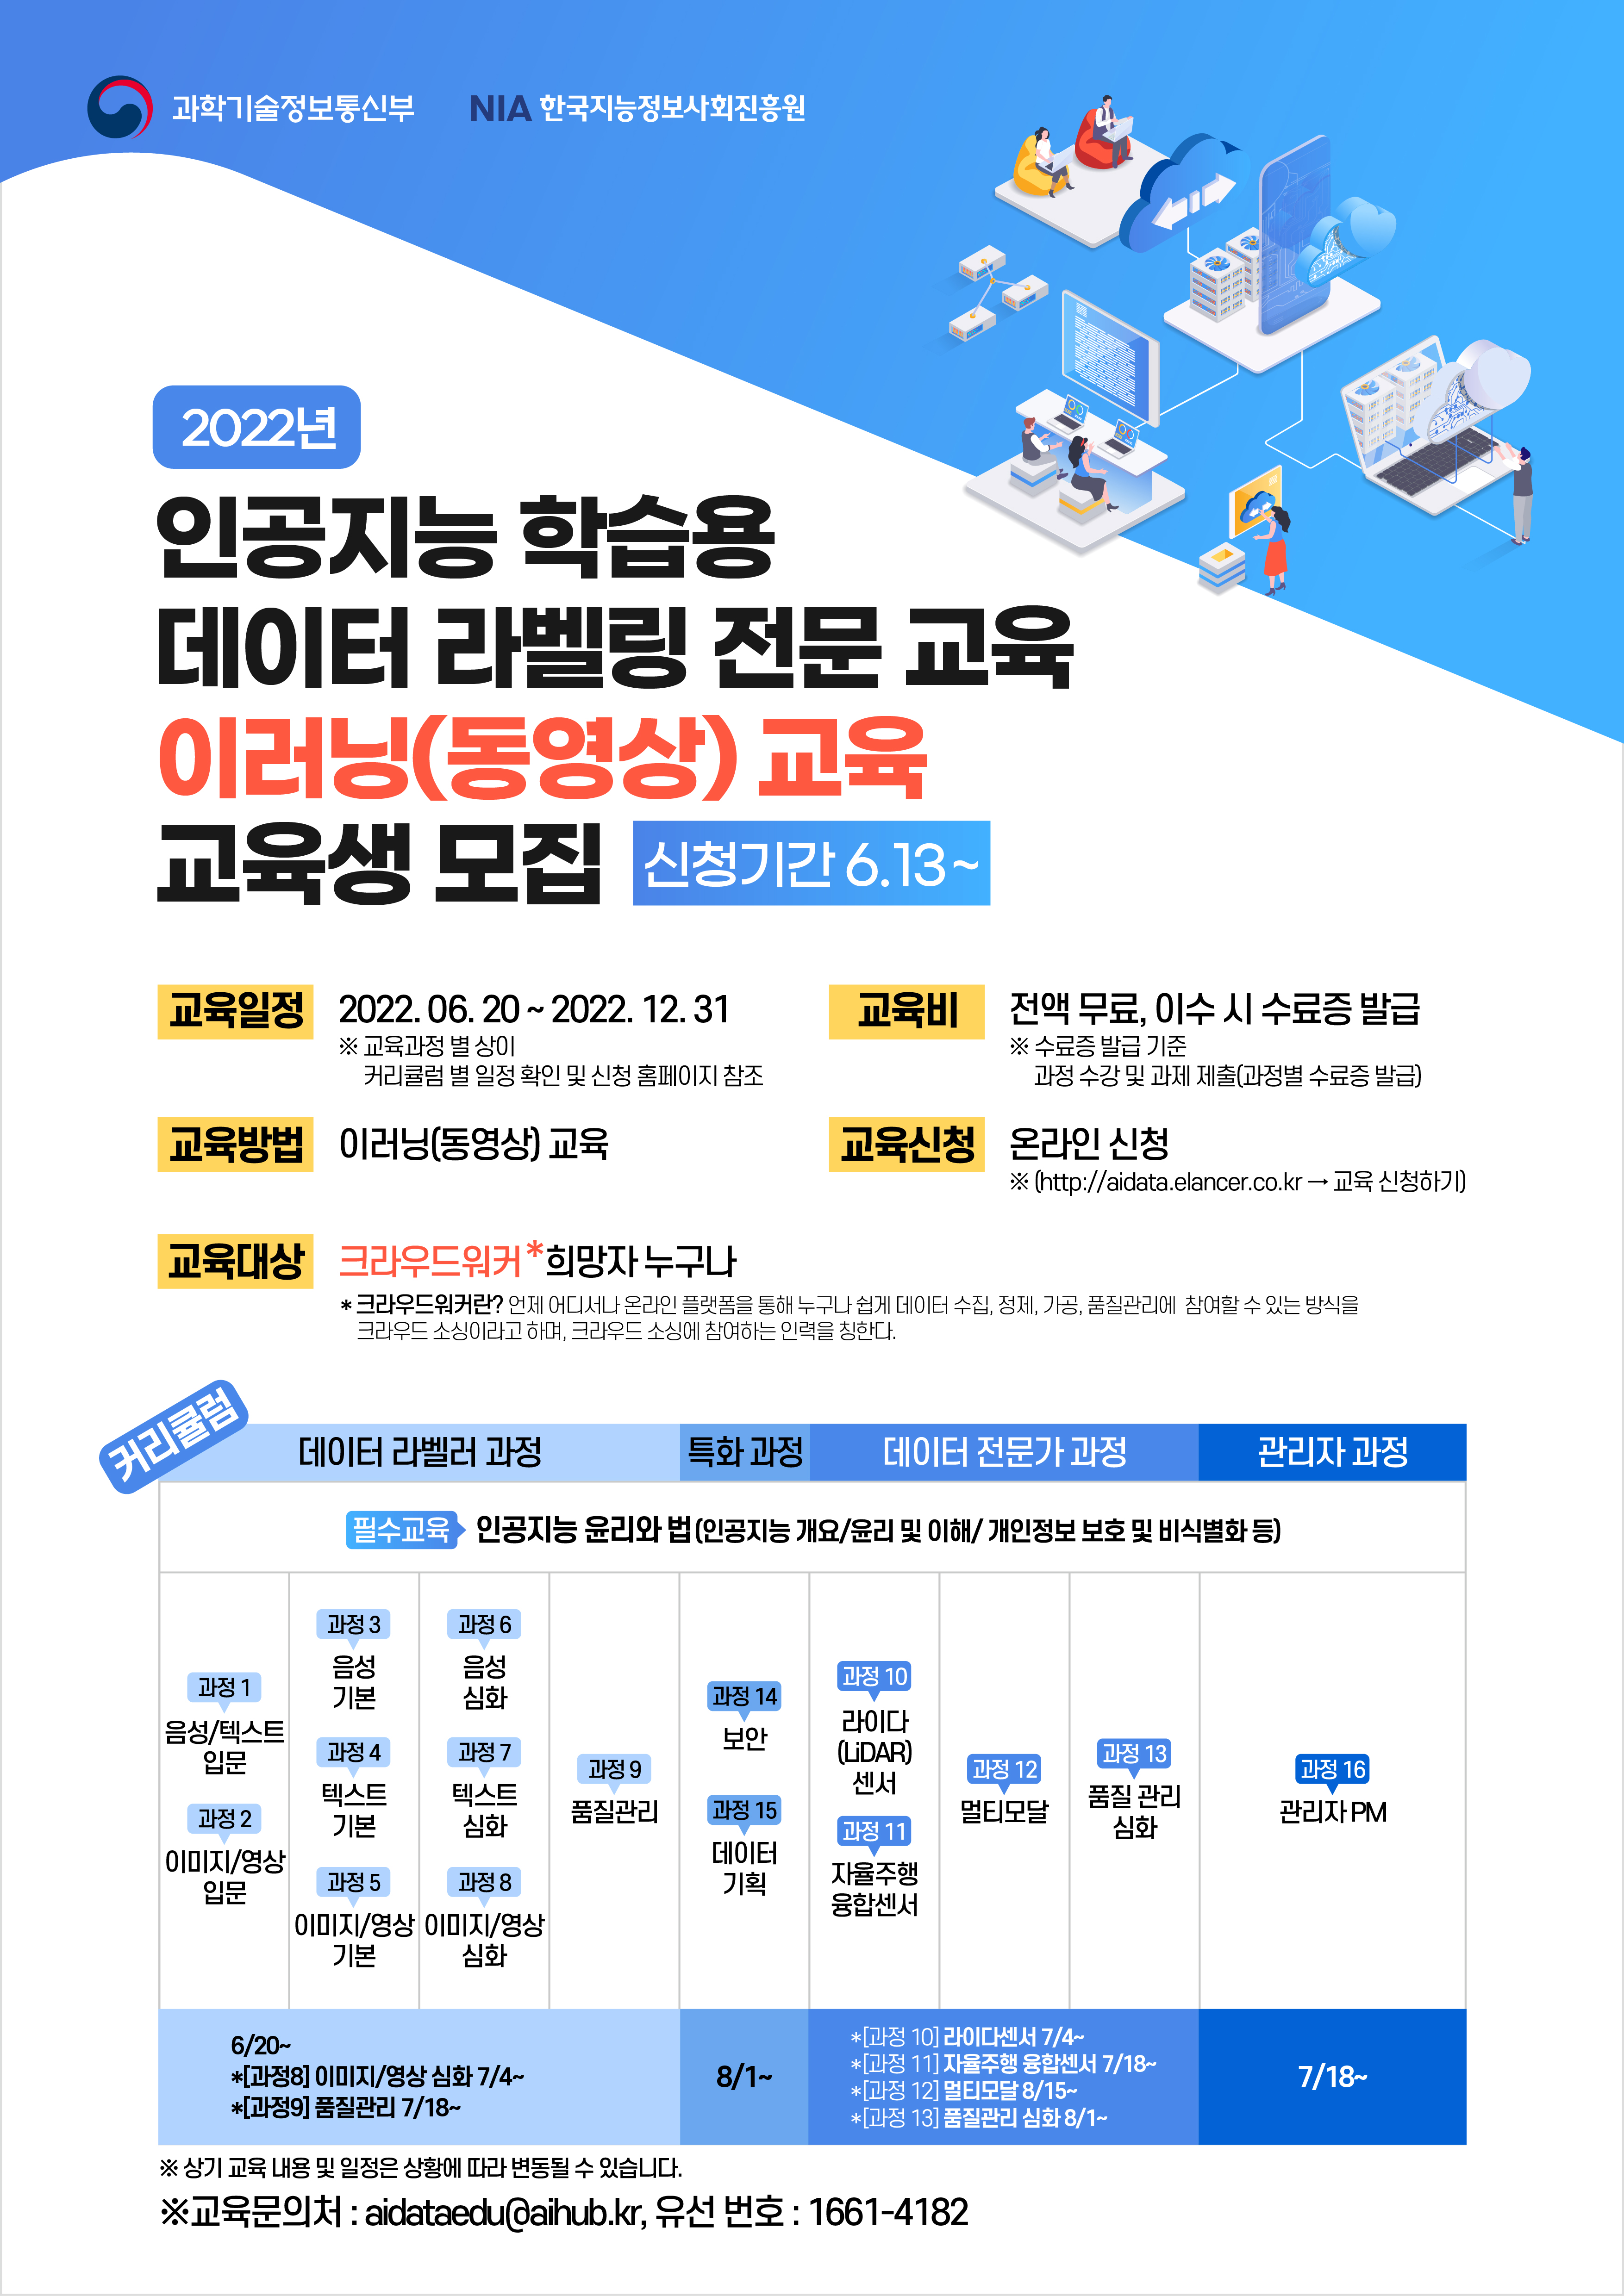 과학기술정보통신부
NIA 한국지능정보사회진흥원
2022년
인공지능 학습용
데이터 라벨링 전문 교육
이러닝(동영상) 교육
교육생 모집 신청기간 6.13~
교육일정 2022. 06. 20 ~ 2022. 12. 31
※ 교육과정 별 상이
커리큘럼 별 일정 확인 및 신청 홈페이지 참조
교육비 전액 무료, 이수 시 수료증 발급
※ 수료증 발급 기준
과정 수강 및 과제 제출(과정별 수료증 발급)
교육방법 이러닝(동영상) 교육
교육신청 온라인 신청
※ (http://aidata.elancer.co.kr → 교육 신청하기)
교육대상 크라우드워커*희망자 누구나
* 크라우드워커란? 언제 어디서나 온라인 플랫폼을 통해 누구나 쉽게 데이터 수집, 정제, 가공, 품질관리에 참여할 수 있는 방식을
크라우드 소싱이라고 하며, 크라우드 소싱에 참여하는 인력을 칭한다.
커리큘럼
데이터 라벨러 과정 특화 과정 데이터 전문가 과정 관리자 과정
필수교육 인공지능 윤리와 법(인공지능 개요/윤리 및 이해/ 개인정보 보호 및 비식별화 등)
과정 1
음성/텍스트
입문
과정 2
이미지/영상
입문
과정 3
음성
기본
과정 4
텍스트
기본
과정 5
이미지/영상
기본
과정 6
음성
심화
과정 7
텍스트
심화
과정 8
이미지/영상
심화
과정 9
품질관리
과정 14
보안
과정 15
데이터
기획
과정 10
라이다
(LiDAR)
센서
과정 11
자율주행
융합센서
과정 12
멀티모달
과정 13
품질 관리
심화
과정 16
관리자 PM
6/20~
*[과정8] 이미지/영상 심화 7/4~
*[과정9] 품질관리 7/18~
8/1~
*[과정 10] 라이다센서 7/4~
*[과정 11] 자율주행 융합센서 7/18~
*[과정 12] 멀티모달 8/15~
*[과정 13] 품질관리 심화 8/1~
7/18~
※ 상기 교육 내용 및 일정은 상황에 따라 변동될 수 있습니다.
※교육문의처 : aidataedu@aihub.kr, 유선 번호 : 1661-4182